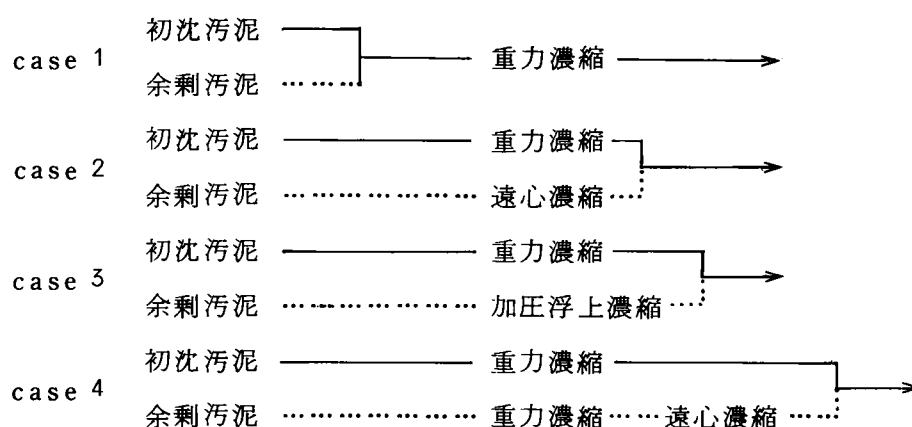 初沈汚泥
case 1 重力濃縮
余剰汚泥
初沈汚泥 重力濃縮
case 2
余剰汚泥 遠心濃縮
初沈汚泥 重力濃縮
case 3
余剰汚泥 加圧浮上濃縮
初沈汚泥 重力濃縮
case 4
余剰汚泥 重力濃縮 遠心濃縮